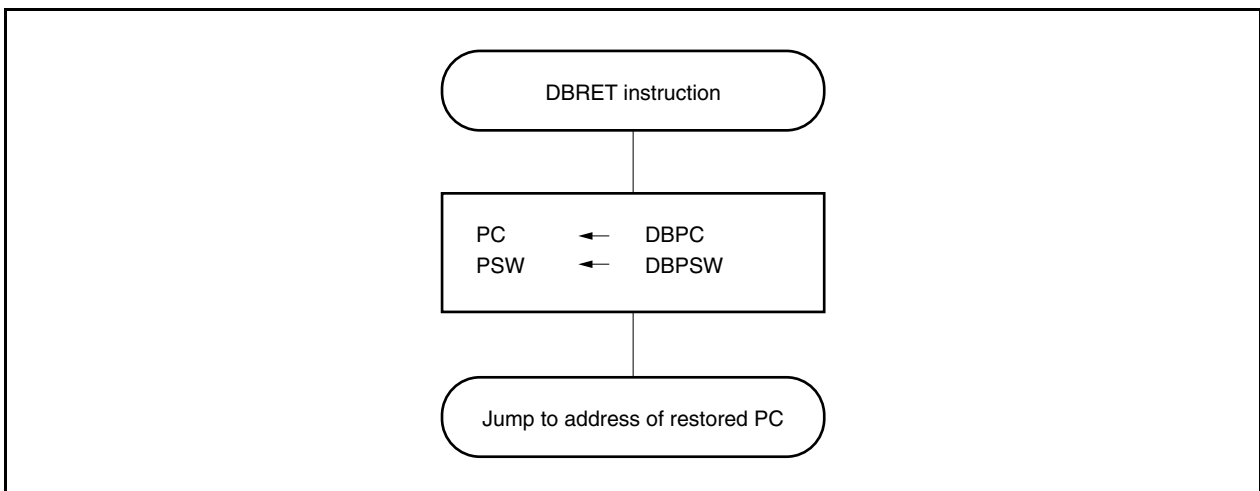 DBRET instruction
PC ← DBPC
PSW ← DBPSW
Jump to address of restored PC